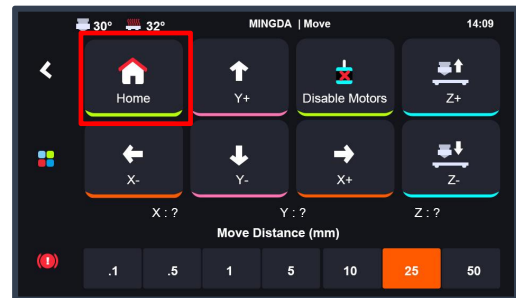 30° 32° MINGDA | Move 14:09
Home Y+ Disable Motors Z+
X- Y- X+ Z-
X : ? Y : ? Z : ?
Move Distance (mm)
.1 .5 1 5 10 25 50